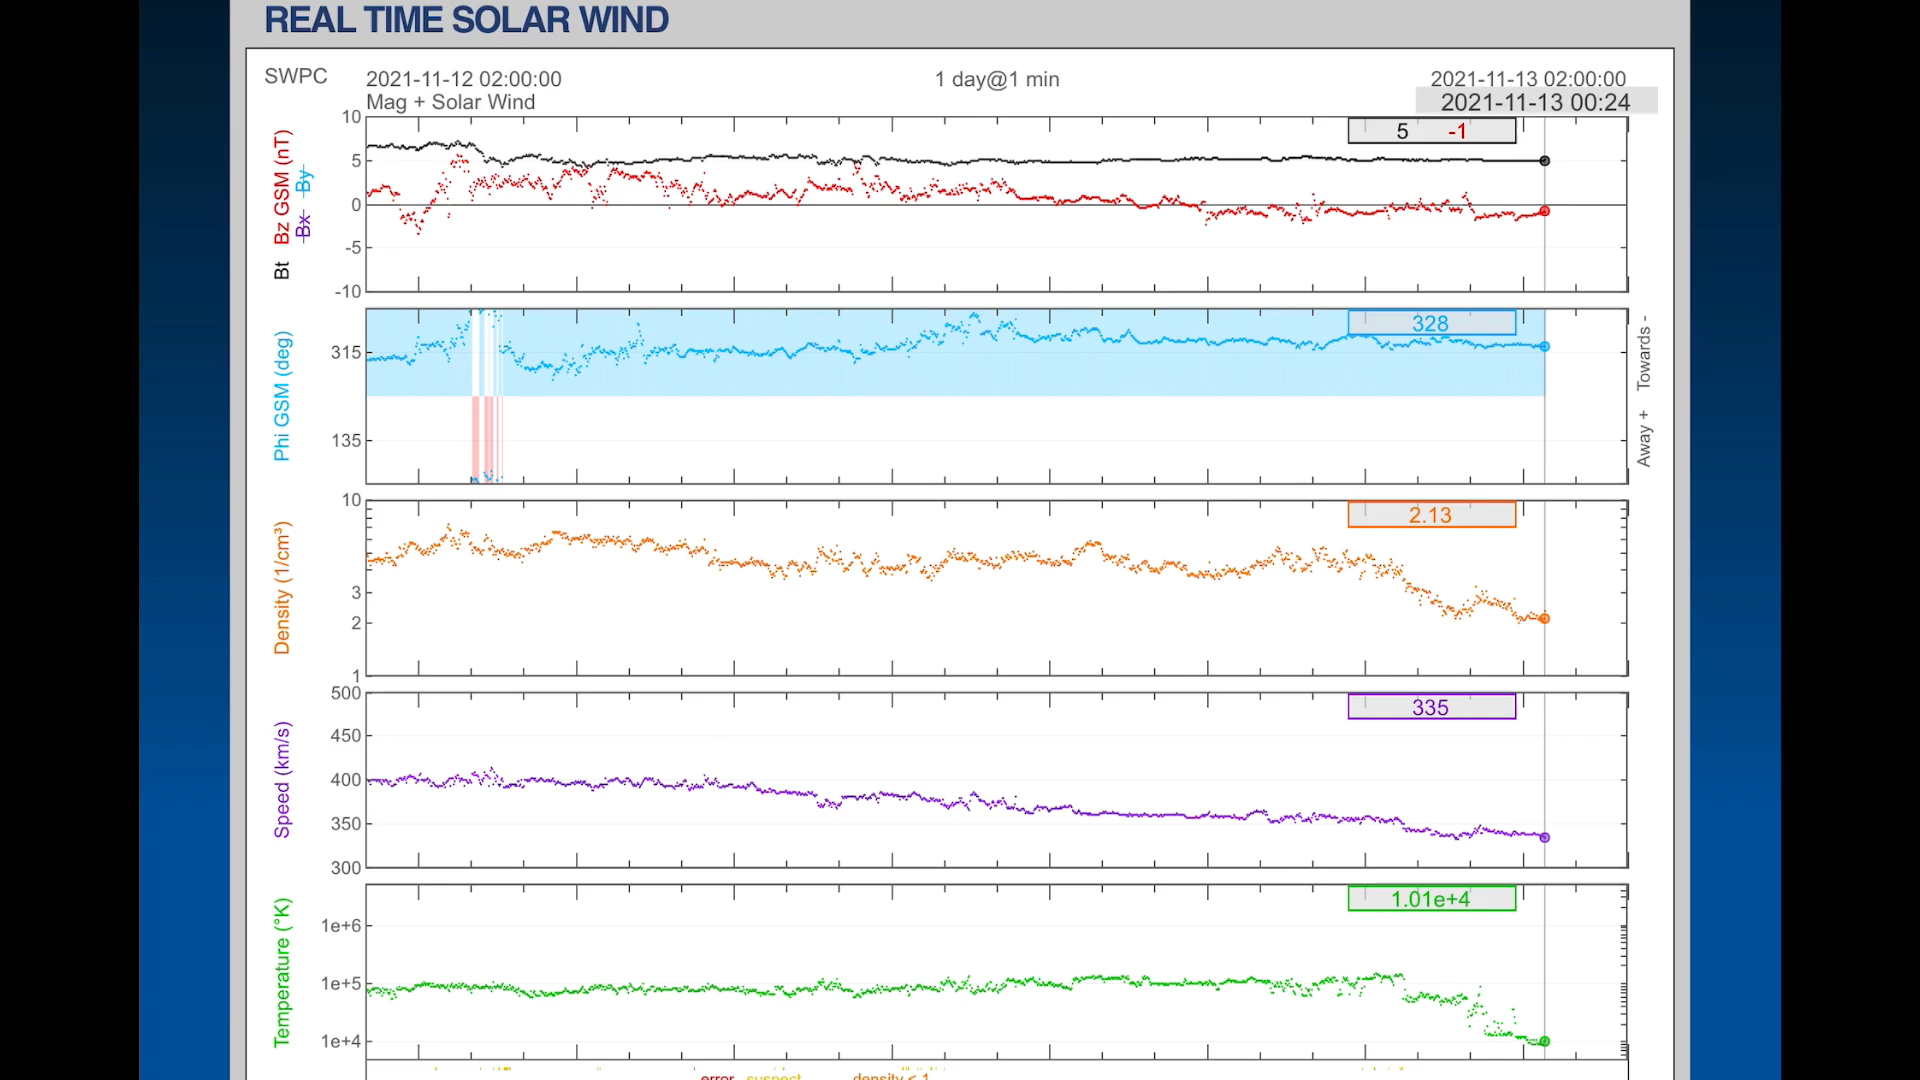 REAL TIME SOLAR WIND
SWPC
2021-11-12 02:00:00
1 day@1 min
2021-11-13 02:00:00
Mag + Solar Wind
2021-11-13 00:24
Bt Bz GSM (nT)
Bx By
10
5
0
-5
-10
5 -1
Phi GSM (deg)
315
135
328
Towards -
Away +
Density (1/cm³)
10
3
2
1
2.13
Speed (km/s)
500
450
400
350
300
335
Temperature (°K)
1e+6
1e+5
1e+4
1.01e+4
error suspect density < 1